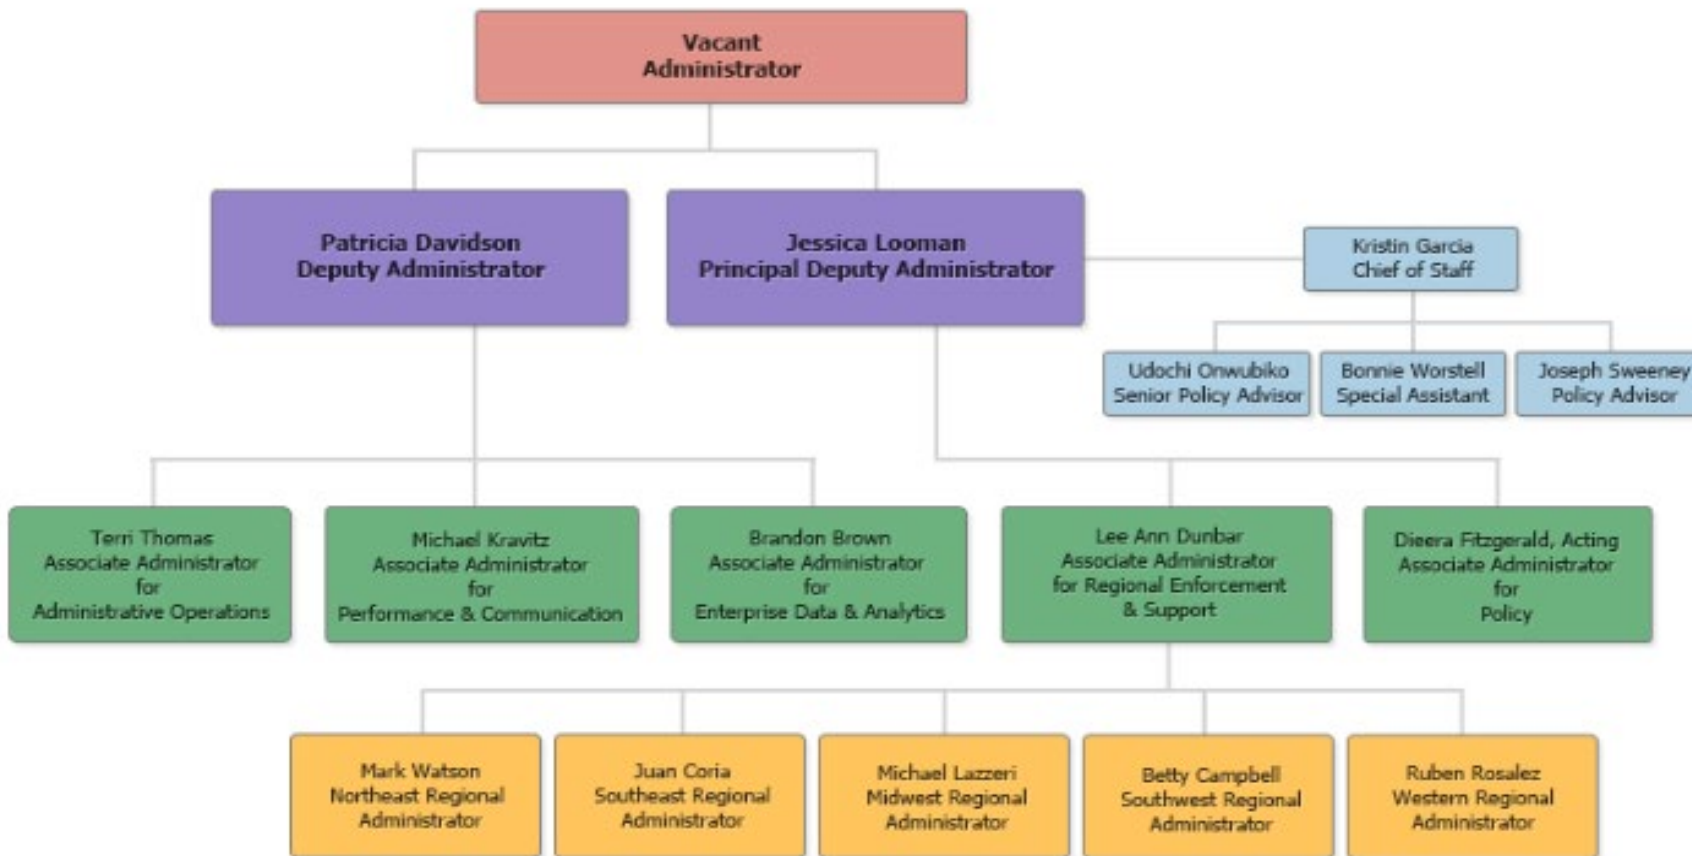 Vacant
Administrator
Patricia Davidson
Deputy Administrator
Jessica Looman
Principal Deputy Administrator
Kristin Garcia
Chief of Staff
Udochi Onwubiko
Senior Policy Advisor
Bonnie Worstell
Special Assistant
Joseph Sweeney
Policy Advisor
Terri Thomas
Associate Administrator
for
Administrative Operations
Michael Kravitz
Associate Administrator
for
Performance & Communication
Brandon Brown
Associate Administrator
for
Enterprise Data & Analytics
Lee Ann Dunbar
Associate Administrator
for Regional Enforcement
& Support
Dieera Fitzgerald, Acting
Associate Administrator
for
Policy
Mark Watson
Northeast Regional
Administrator
Juan Coria
Southeast Regional
Administrator
Michael Lazzeri
Midwest Regional
Administrator
Betty Campbell
Southwest Regional
Administrator
Ruben Rosalez
Western Regional
Administrator